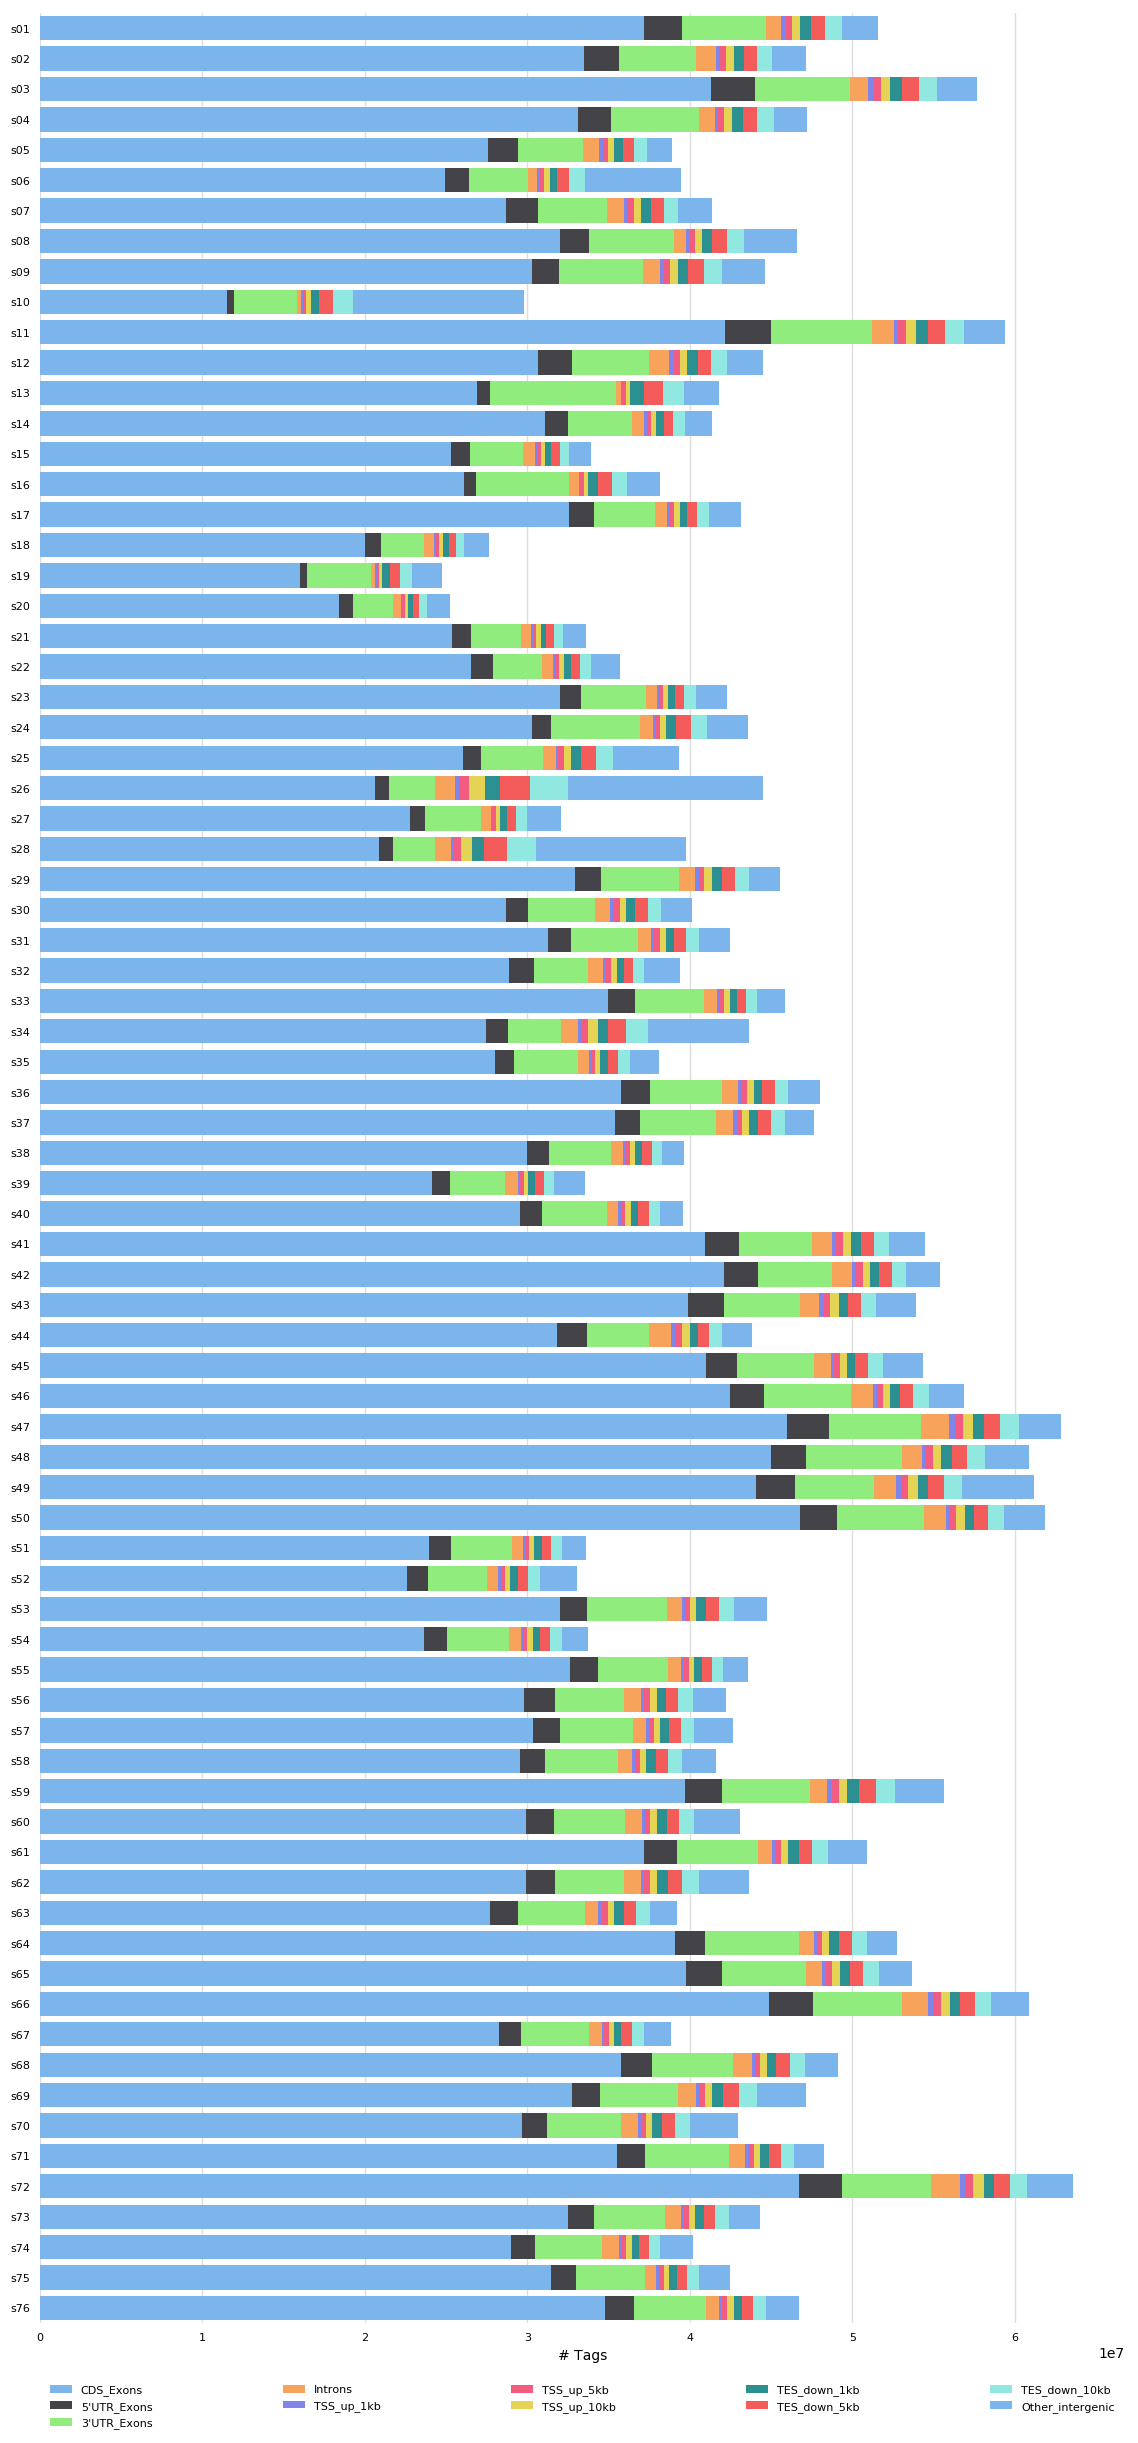 s01
s02
s03
s04
s05
s06
s07
s08
s09
s10
s11
s12
s13
s14
s15
s16
s17
s18
s19
s20
s21
s22
s23
s24
s25
s26
s27
s28
s29
s30
s31
s32
s33
s34
s35
s36
s37
s38
s39
s40
s41
s42
s43
s44
s45
s46
s47
s48
s49
s50
s51
s52
s53
s54
s55
s56
s57
s58
s59
s60
s61
s62
s63
s64
s65
s66
s67
s68
s69
s70
s71
s72
s73
s74
s75
s76
0 1 2 3 4 5 6
# Tags
1e7
CDS_Exons Introns TSS_up_5kb TES_down_1kb TES_down_10kb
5'UTR_Exons TSS_up_1kb TSS_up_10kb TES_down_5kb Other_intergenic
3'UTR_Exons